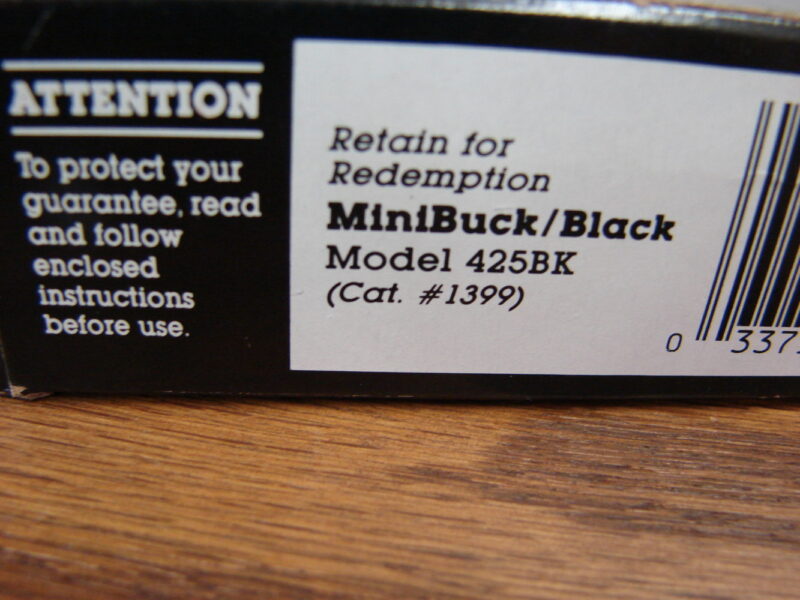 ATTENTION
To protect your
guarantee, read
and follow
enclosed
instructions
before use.
Retain for
Redemption
MiniBuck/Black
Model 425BK
(Cat. #1399)
0 337